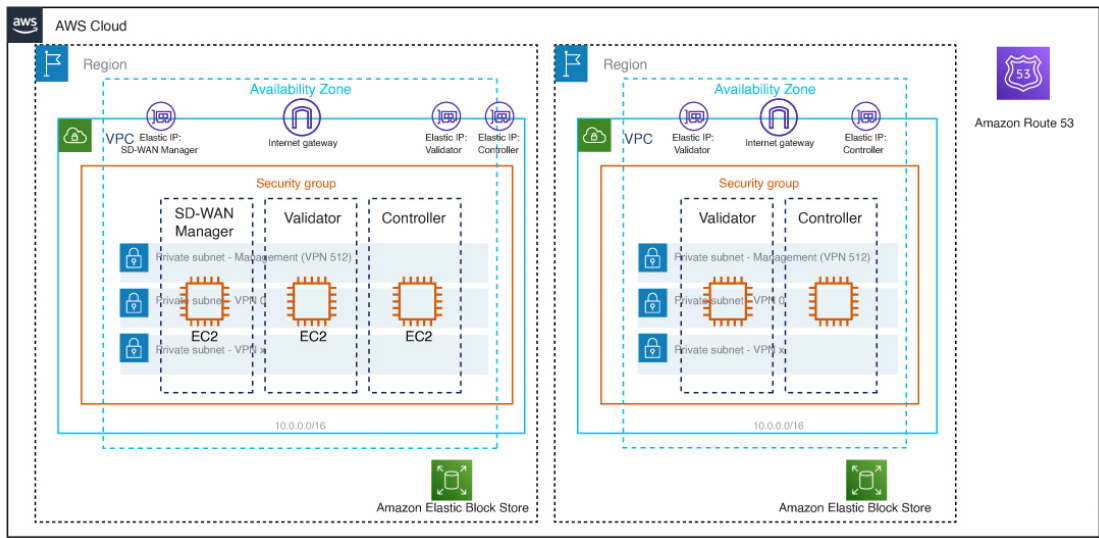 aws
AWS Cloud
Region
Availability Zone
VPC
Elastic IP:
SD-WAN Manager
Internet gateway
Elastic IP:
Validator
Elastic IP:
Controller
Security group
SD-WAN
Manager
Validator
Controller
Private subnet - Management (VPN 512)
Private subnet - VPN 0
EC2
EC2
EC2
Private subnet - VPN x
10.0.0.0/16
Amazon Elastic Block Store
Region
Availability Zone
VPC
Elastic IP:
Validator
Internet gateway
Elastic IP:
Controller
Security group
Validator
Controller
Private subnet - Management (VPN 512)
Private subnet - VPN 0
Private subnet - VPN x
10.0.0.0/16
Amazon Elastic Block Store
53
Amazon Route 53